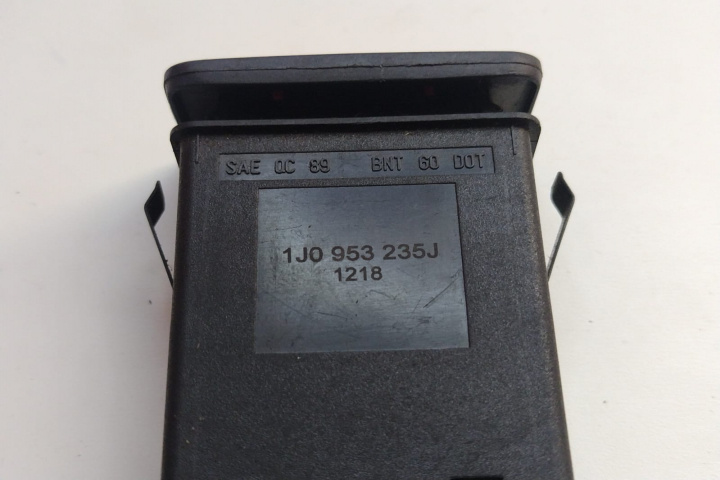 SAE QC 89 BNT 60 DOT
1J0 953 235J
1218